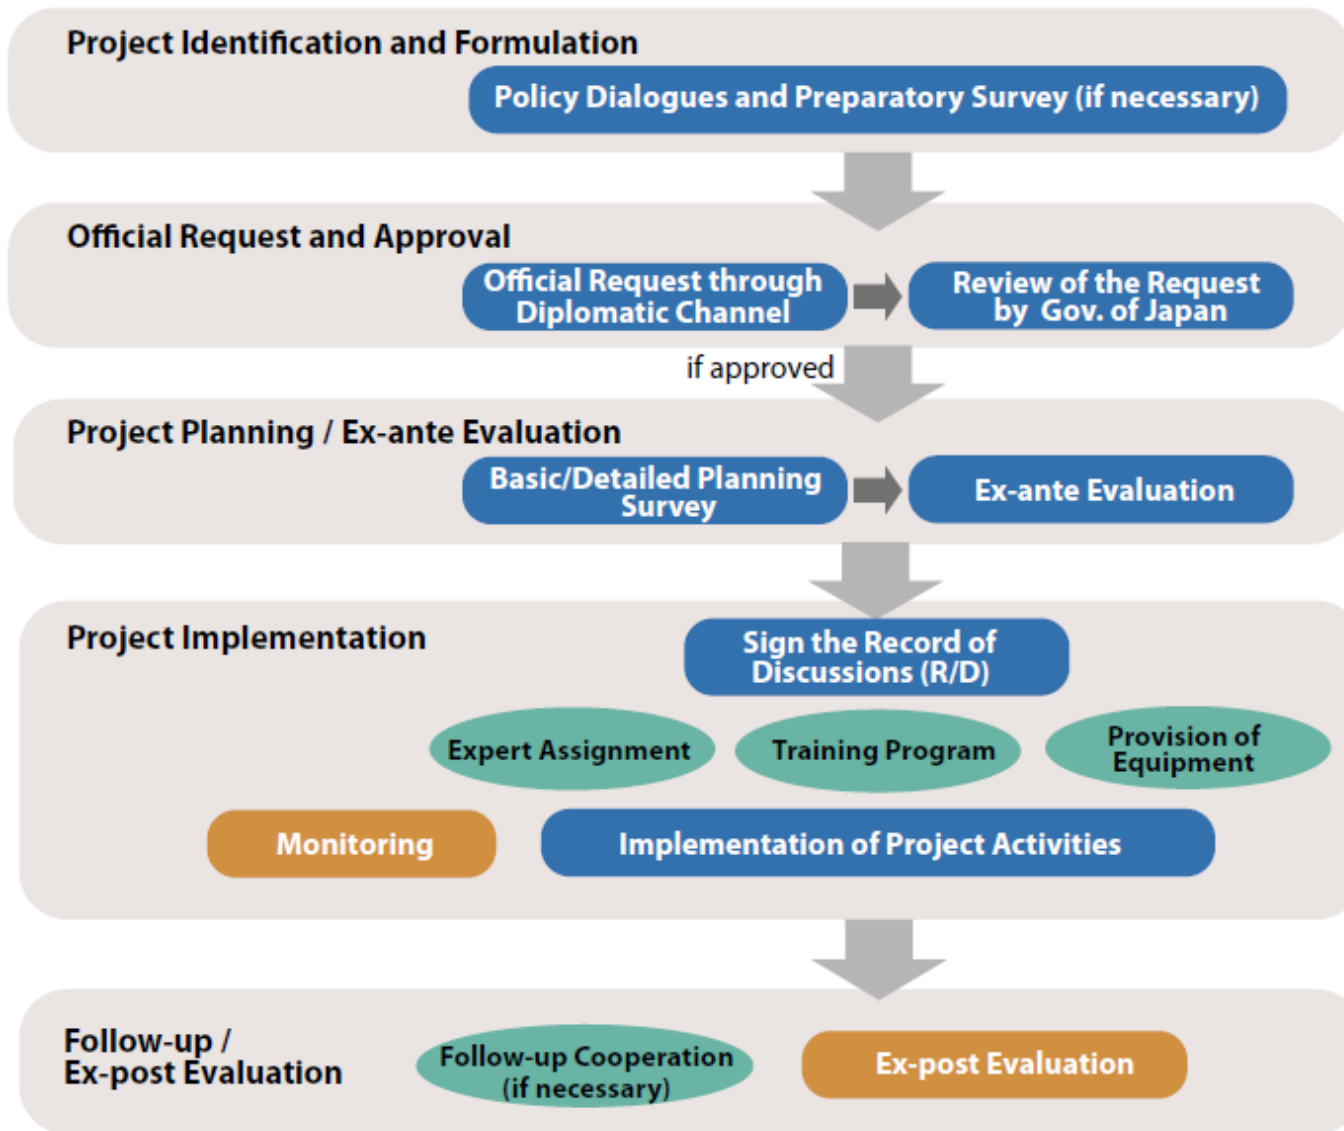 Project Identification and Formulation
Policy Dialogues and Preparatory Survey (if necessary)
Official Request and Approval
Official Request through
Diplomatic Channel
Review of the Request
by Gov. of Japan
if approved
Project Planning / Ex-ante Evaluation
Basic/Detailed Planning
Survey
Ex-ante Evaluation
Project Implementation
Sign the Record of
Discussions (R/D)
Expert Assignment
Training Program
Provision of
Equipment
Monitoring
Implementation of Project Activities
Follow-up /
Ex-post Evaluation
Follow-up Cooperation
(if necessary)
Ex-post Evaluation